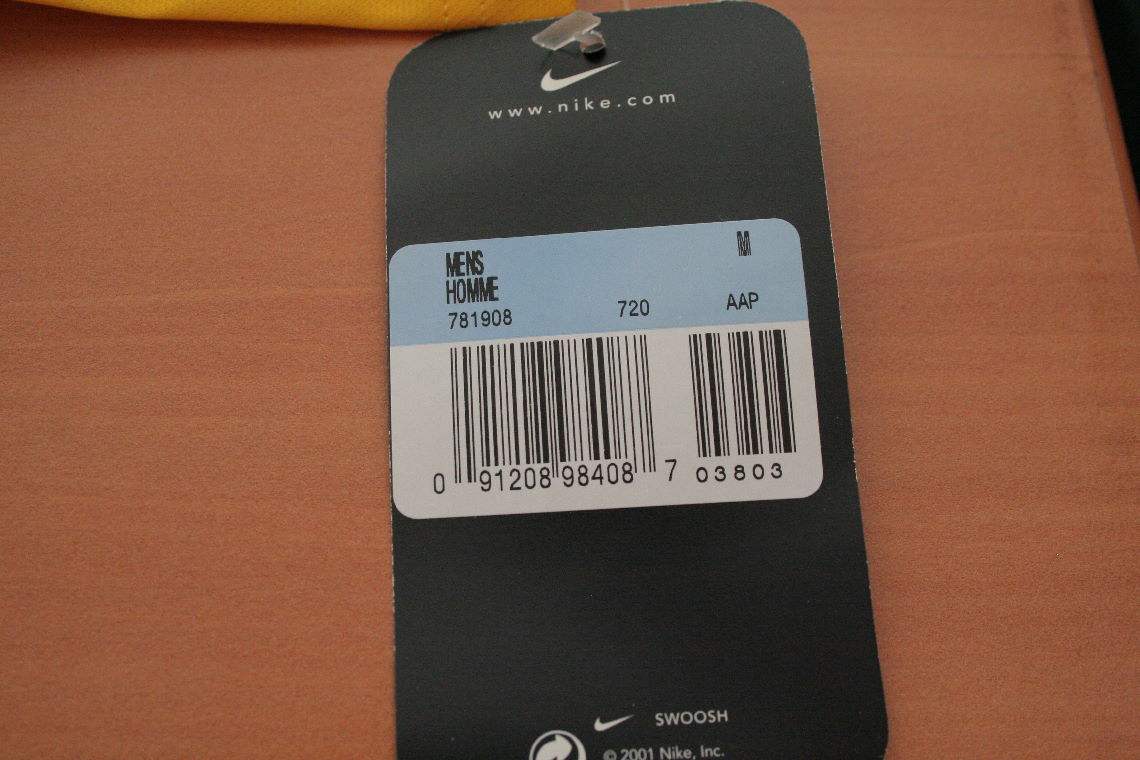 www.nike.com
MENS M
HOMME
781908 720 AAP
0 91208 98408 7 03803
SWOOSH
© 2001 Nike, Inc.